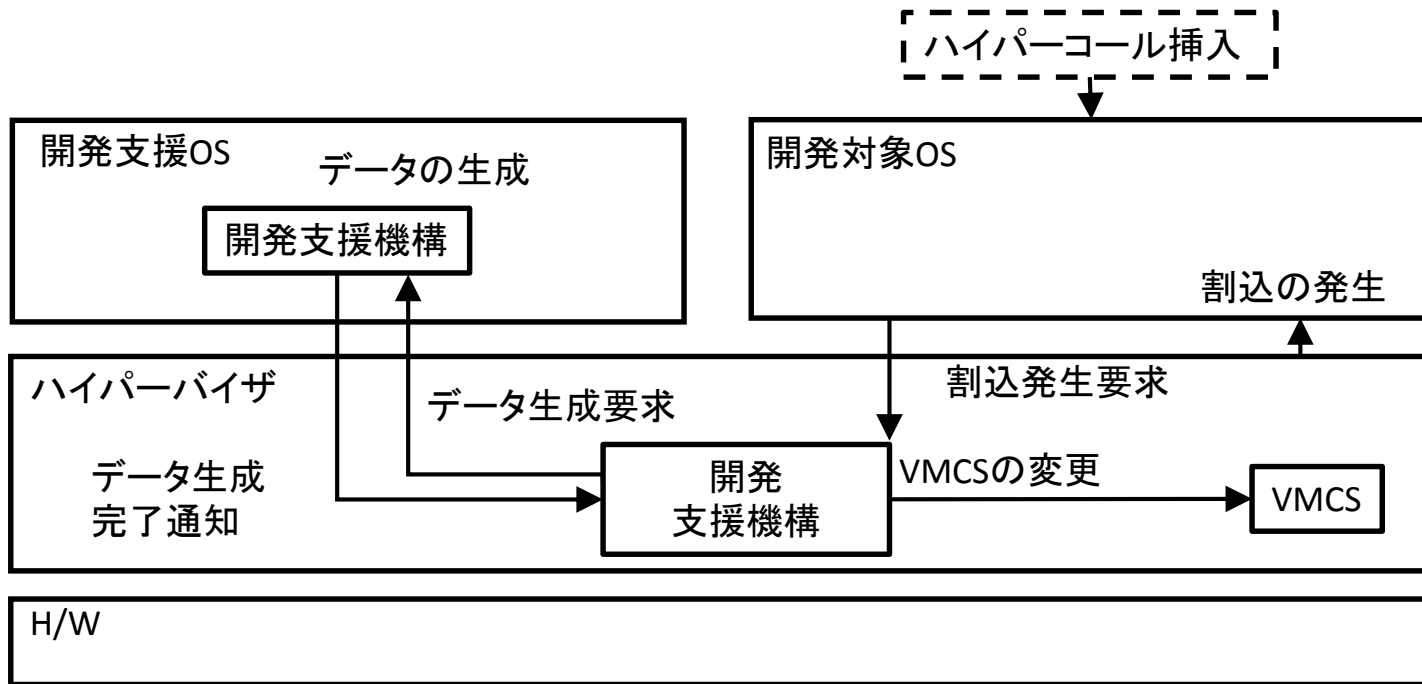 ハイパーコール挿入
開発支援OS
データの生成
開発支援機構
開発対象OS
割込の発生
ハイパーバイザ
データ生成要求
割込発生要求
データ生成
完了通知
開発
支援機構
VMCSの変更
VMCS
H/W